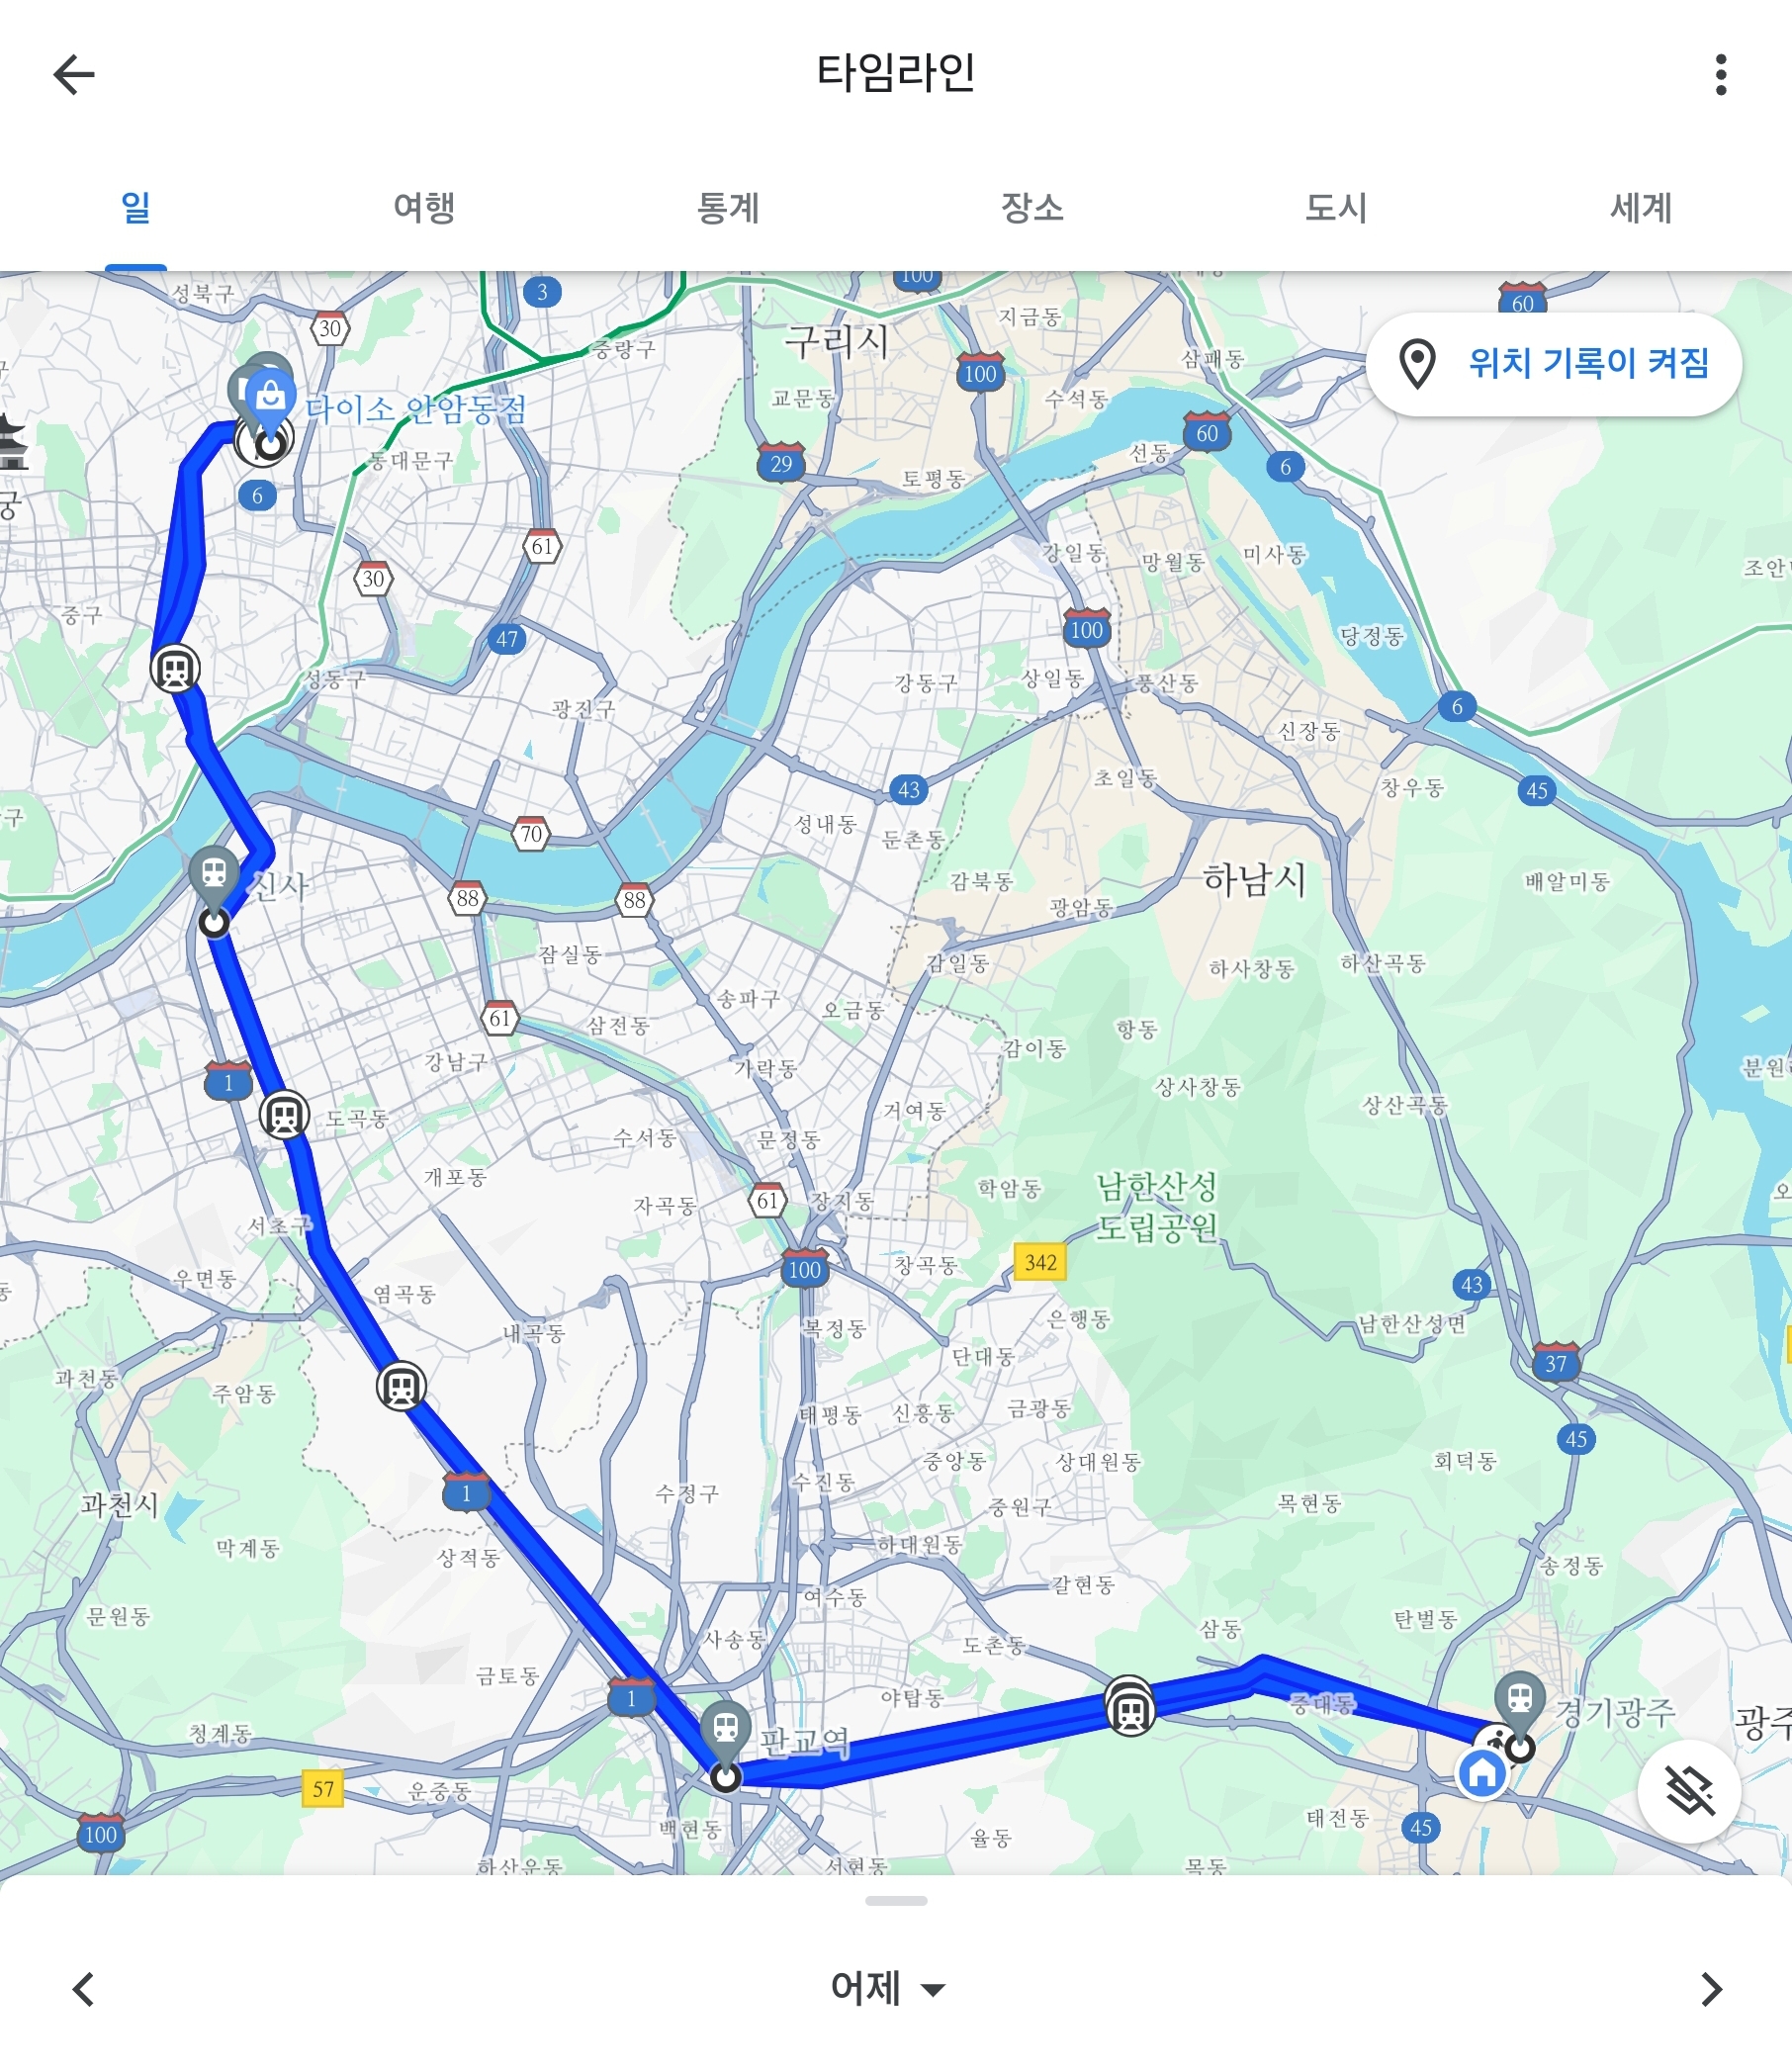 타임라인
일
여행
통계
장소
도시
세계
성북구
30
3
중랑구
구리시
100
지금동
60
삼패동
위치 기록이 켜짐
100
교문동
수석동
다이소 안암동점
60
6
29
선동
동대문구
토평동
6
궁
61
강일동
망월동
미사동
30
중구
47
100
당정동
성동구
강동구
상일동
풍산동
광진구
6
신장동
초일동
43
창우동
45
구
70
성내동
둔촌동
신사
88
88
감북동
하남시
배알미동
광암동
잠실동
감일동
하사창동
하산곡동
송파구
오금동
61
삼전동
항동
감이동
강남구
가락동
상사창동
1
거여동
상산곡동
도곡동
수서동
문정동
개포동
학암동
남한산성
도립공원
자곡동
61
장지동
서초구
우면동
100
창곡동
342
43
염곡동
내곡동
복정동
은행동
남한산성면
단대동
37
과천동
주암동
태평동
신흥동
금광동
45
중앙동
상대원동
회덕동
1
수진동
수정구
중원구
목현동
과천시
막계동
상적동
하대원동
송정동
갈현동
여수동
문원동
탄벌동
사송동
도촌동
삼동
금토동
1
야탑동
중대동
경기광주
광주
청계동
판교역
57
운중동
백현동
율동
태전동
45
100
하산운동
서현동
목동
어제